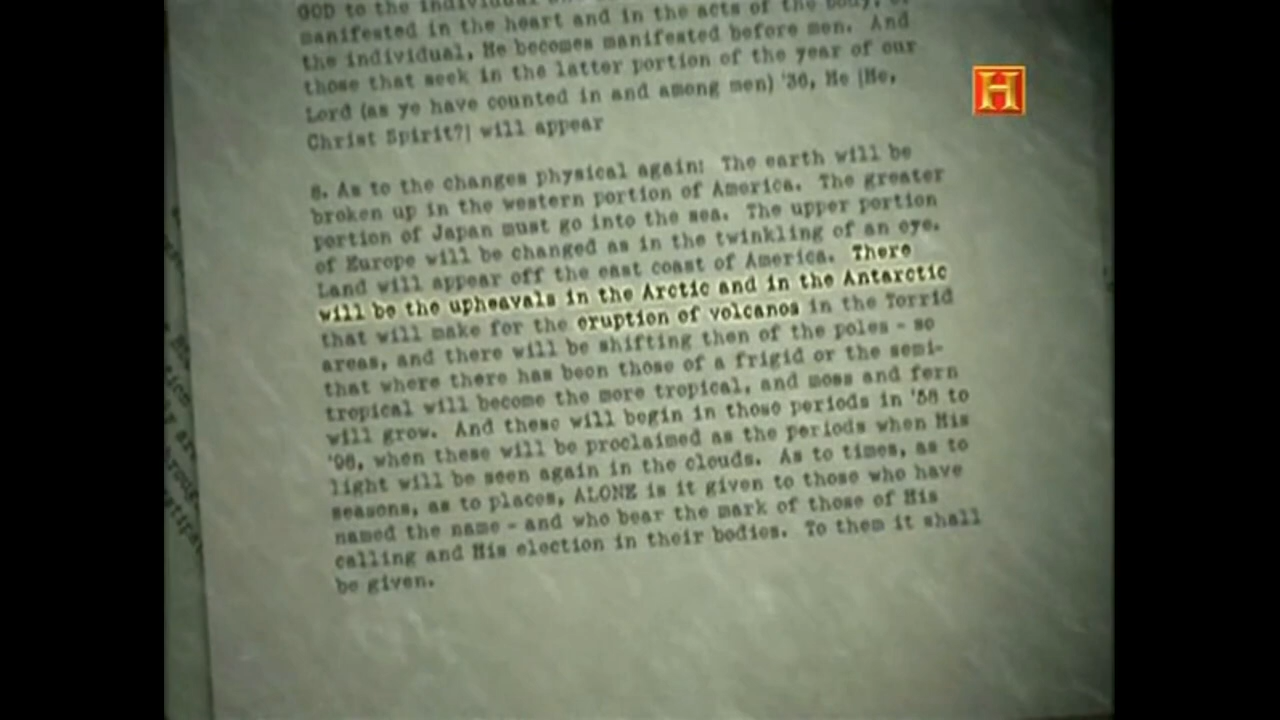 GOD to the individual
manifested in the heart and in the acts of the body,
the individual, He becomes manifested before men. And
those that seek in the latter portion of the year of our
Lord (as ye have counted in and among men) '36, He |He,
Christ Spirit?| will appear
8. As to the changes physical again: The earth will be
broken up in the western portion of America. The greater
portion of Japan must go into the sea. The upper portion
of Europe will be changed as in the twinkling of an eye.
Land will appear off the east coast of America. There
will be the upheavals in the Arctic and in the Antarctic
that will make for the eruption of volcanos in the Torrid
areas, and there will be shifting then of the poles - so
that where there has been those of a frigid or the semi-
tropical will become the more tropical, and moss and fern
will grow. And these will begin in those periods in '58 to
'98, when these will be proclaimed as the periods when His
light will be seen again in the clouds. As to times, as to
seasons, as to places, ALONE is it given to those who have
named the name - and who bear the mark of those of His
calling and His election in their bodies. To them it shall
be given.
H